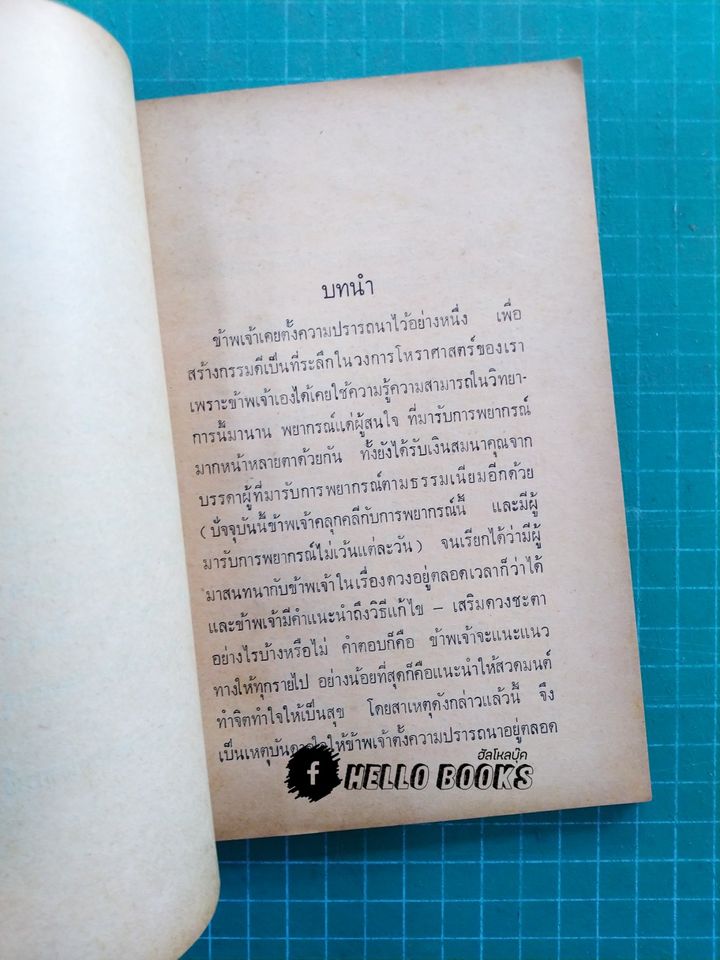 บทนำ
ข้าพเจ้าเคยตั้งความปรารถนาไว้อย่างหนึ่ง เพื่อ
สร้างกรรมดีเป็นที่ระลึกในวงการโหราศาสตร์ของเรา
เพราะข้าพเจ้าเองได้เคยใช้ความรู้ความสามารถในวิทยา-
การนี้มานาน พยากรณ์แด่ผู้สนใจ ที่มารับการพยากรณ์
มากหน้าหลายตาด้วยกัน ทั้งยังได้รับเงินสมนาคุณจาก
บรรดาผู้ที่มารับการพยากรณ์ตามธรรมเนียมอีกด้วย
(ปัจจุบันนี้ข้าพเจ้าคลุกคลีกับการพยากรณ์นี้ และมีผู้
มารับการพยากรณ์ไม่เว้นแต่ละวัน) จนเรียกได้ว่ามีผู้
มาสนทนากับข้าพเจ้าในเรื่องดวงอยู่ตลอดเวลาก็ว่าได้
และข้าพเจ้ามีคำแนะนำถึงวิธีแก้ไข – เสริมดวงชะตา
อย่างไรบ้างหรือไม่ คำตอบก็คือ ข้าพเจ้าจะแนะแนว
ทางให้ทุกรายไป อย่างน้อยที่สุดก็คือแนะนำให้สวดมนต์
ทำจิตทำใจให้เป็นสุข โดยสาเหตุดังกล่าวแล้วนี้ จึง
เป็นเหตุบันดาลใจให้ข้าพเจ้าตั้งความปรารถนาอยู่ตลอด
ฮัลโหลบุ๊ค
f HELLO BOOKS